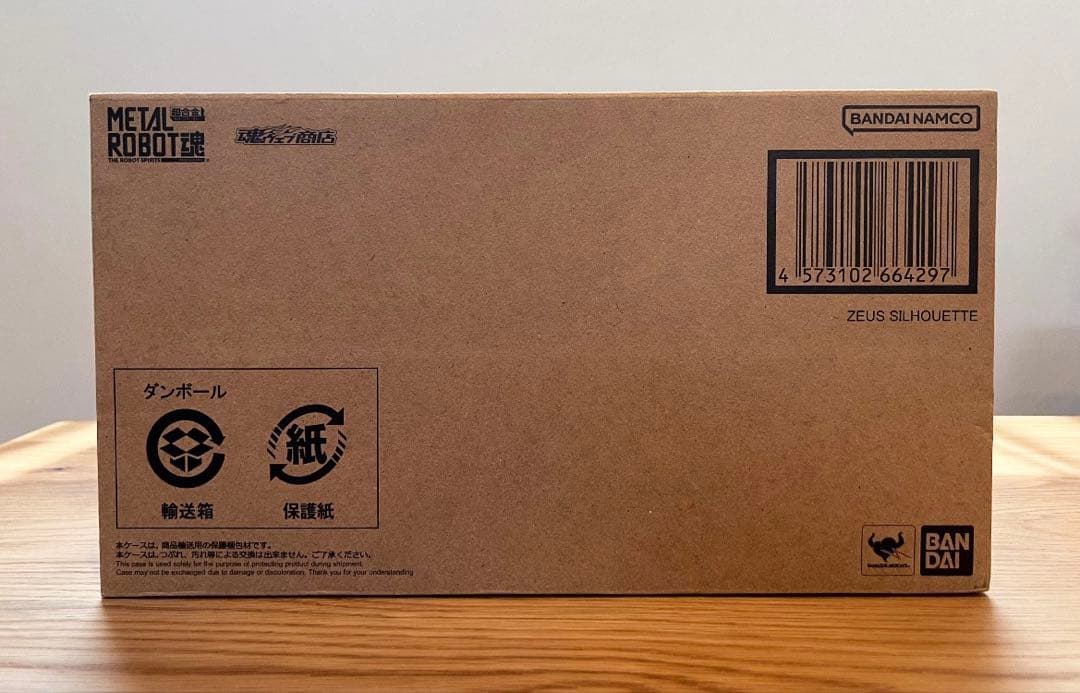 METAL 超合金
ROBOT魂
THE ROBOT SPIRITS
魂ウェブ商店
BANDAI NAMCO
4 573102 664297
ZEUS SILHOUETTE
ダンボール
紙
輸送箱 保護紙
本ケースは、商品輸送用の保護梱包材です。
本ケースは、つぶれ、汚れ等による交換は出来ません。ご了承ください。
This case is used solely for the purpose of protecting product during shipment.
Case may not be exchanged due to damage or discoloration. Thank you for your understanding
BAN
DAI